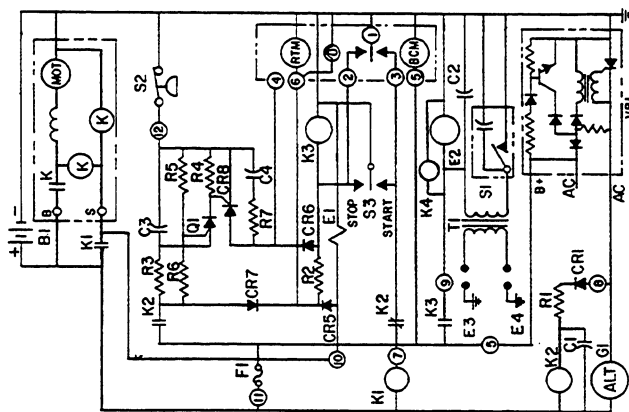 + -
MOT
K
K
K
B
S
B1
K1
S2
12
C3
R5
R4
Q1
CR8
C4
R7
R3
R6
K2
CR7
CR6
R2
CR5
RTM
BCM
1
2
3
4
5
6
K3
STOP
S3
START
E1
10
F1
11
K2
7
K1
C2
E2
K4
S1
T1
9
K3
E3
E4
5
B+
AC
AC
R1
CR1
8
K2
C1
G1
ALT